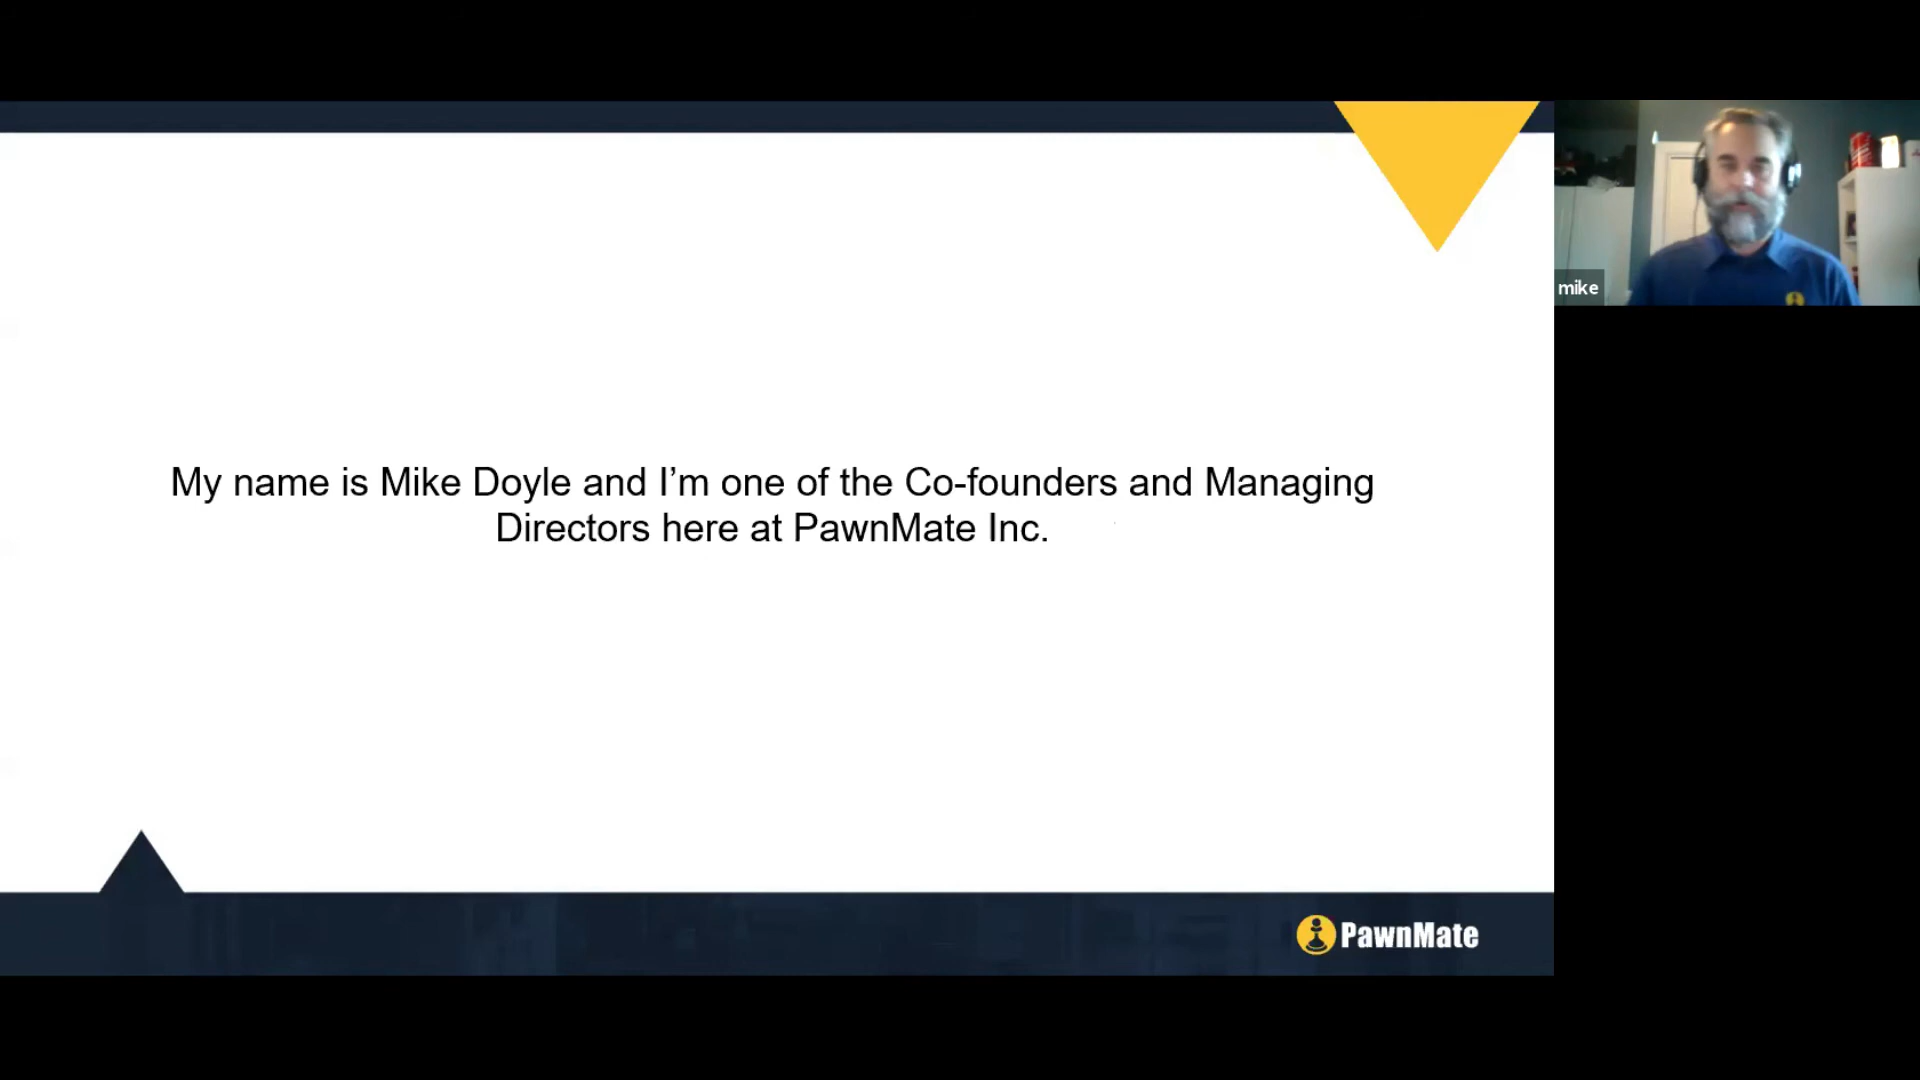 My name is Mike Doyle and I’m one of the Co-founders and Managing
Directors here at PawnMate Inc.
mike
PawnMate